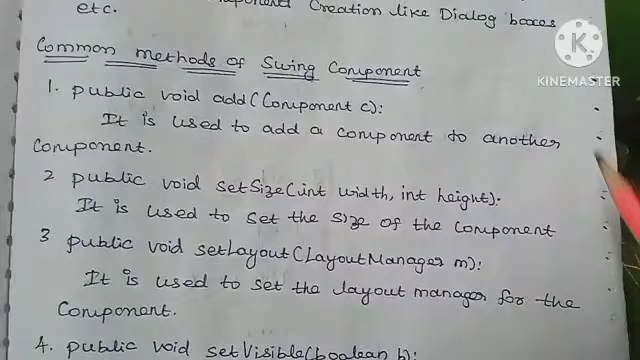 etc. Components Creation like Dialog boxes
Common methods of Swing Component
1. public void add(Component c):
It is used to add a component to another
Component.
2 public void setSize(int width, int height):
It is used to set the size of the component
3 public void setLayout(LayoutManager m):
It is used to set the layout manager for the
Component.
4. public void setVisible(boolean b):
KINEMASTER